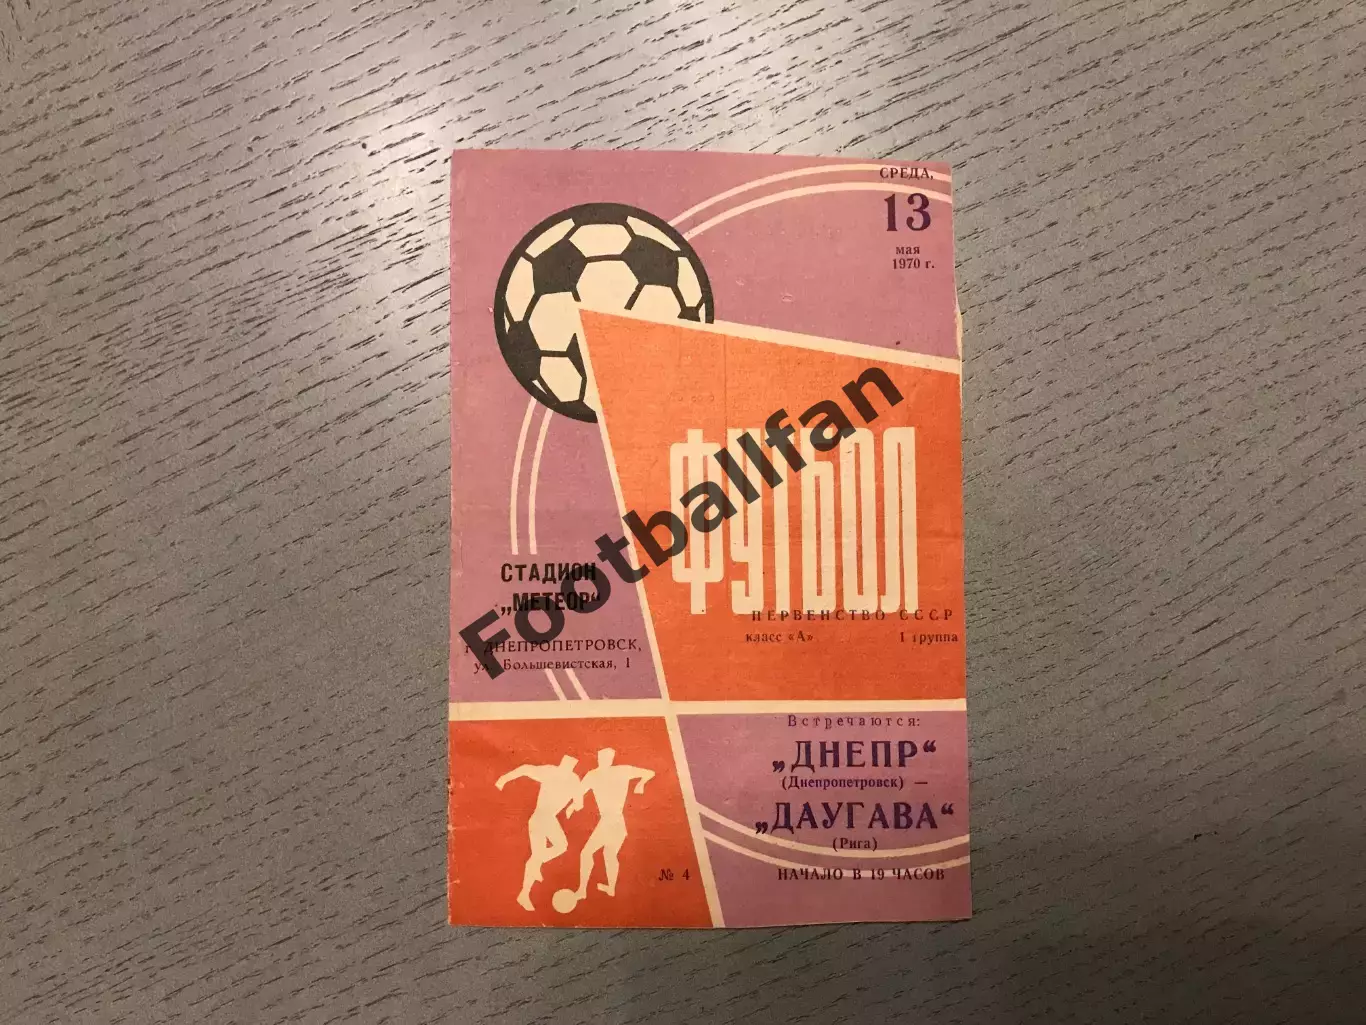 СРЕДА,
13
мая
1970 г.
ФУТБОЛ
СТАДИОН
„МЕТЕОР“
г. ДНЕПРОПЕТРОВСК,
ул. Большевистская, 1
ПЕРВЕНСТВО СССР
класс «А» I группа
Встречаются:
„ДНЕПР“
(Днепропетровск) —
„ДАУГАВА“
(Рига)
НАЧАЛО В 19 ЧАСОВ
№ 4
Footballfan